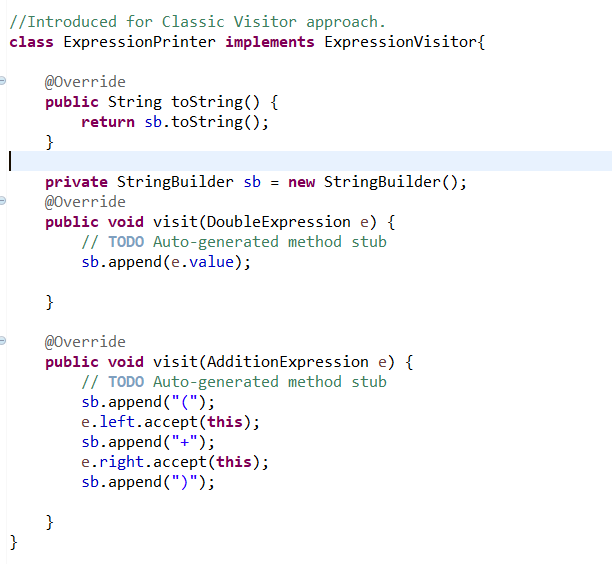 //Introduced for Classic Visitor approach.
class ExpressionPrinter implements ExpressionVisitor{
@Override
public String toString() {
return sb.toString();
}
private StringBuilder sb = new StringBuilder();
@Override
public void visit(DoubleExpression e) {
// TODO Auto-generated method stub
sb.append(e.value);
}
@Override
public void visit(AdditionExpression e) {
// TODO Auto-generated method stub
sb.append("(");
e.left.accept(this);
sb.append("+");
e.right.accept(this);
sb.append(")");
}
}